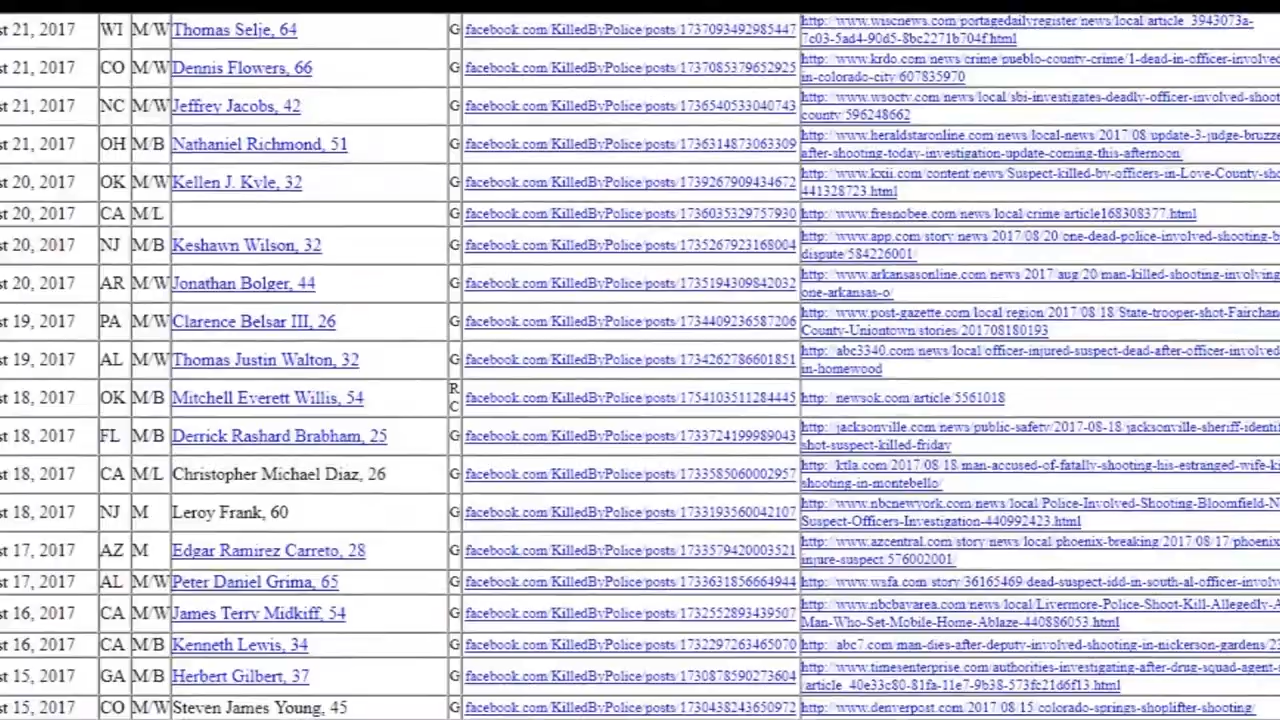 st 21, 2017 WI M/W Thomas Selje, 64 G facebook.com/KilledByPolice/posts/1737093492985447 http://www.wiscnews.com/portagedailyregister/news/local/article_3943073a-
7c03-5ad4-90d5-8bc2271b704f.html
st 21, 2017 CO M/W Dennis Flowers, 66 G facebook.com/KilledByPolice/posts/1737085379652925 http://www.krdo.com/news/crime/pueblo-county-crime/1-dead-in-officer-involved
in-colorado-city/607835970
st 21, 2017 NC M/W Jeffrey Jacobs, 42 G facebook.com/KilledByPolice/posts/1736540533040743 http://www.wsoctv.com/news/local/sbi-investigates-deadly-officer-involved-shoot
county/596248662
st 21, 2017 OH M/B Nathaniel Richmond, 51 G facebook.com/KilledByPolice/posts/1736314873063309 http://www.heraldstaronline.com/news/local-news/2017/08/update-3-judge-bruzze
after-shooting-today-investigation-update-coming-this-afternoon/
st 20, 2017 OK M/W Kellen J. Kyle, 32 G facebook.com/KilledByPolice/posts/1739267909434672 http://www.kxii.com/content/news/Suspect-killed-by-officers-in-Love-County-sho
441328723.html
st 20, 2017 CA M/L G facebook.com/KilledByPolice/posts/1736035329757930 http://www.fresnobee.com/news/local/crime/article168308377.html
st 20, 2017 NJ M/B Keshawn Wilson, 32 G facebook.com/KilledByPolice/posts/1735267923168004 http://www.app.com/story/news/2017/08/20/one-dead-police-involved-shooting-b
dispute/584226001/
st 20, 2017 AR M/W Jonathan Bolger, 44 G facebook.com/KilledByPolice/posts/1735194309842032 http://www.arkansasonline.com/news/2017/aug/20/man-killed-shooting-involving
one-arkansas-o/
st 19, 2017 PA M/W Clarence Belsar III, 26 G facebook.com/KilledByPolice/posts/1734409236587206 http://www.post-gazette.com/local/region/2017/08/18/State-trooper-shot-Fairchan
County-Uniontown/stories/201708180193
st 19, 2017 AL M/W Thomas Justin Walton, 32 G facebook.com/KilledByPolice/posts/1734262786601851 http://abc3340.com/news/local/officer-injured-suspect-dead-after-officer-involved
in-homewood
st 18, 2017 OK M/B Mitchell Everett Willis, 54 R
C facebook.com/KilledByPolice/posts/1754103511284445 http://newsok.com/article/5561018
st 18, 2017 FL M/B Derrick Rashard Brabham, 25 G facebook.com/KilledByPolice/posts/1733724199989043 http://jacksonville.com/news/public-safety/2017-08-18/jacksonville-sheriff-identif
shot-suspect-killed-friday
st 18, 2017 CA M/L Christopher Michael Diaz, 26 G facebook.com/KilledByPolice/posts/1733585060002957 http://ktla.com/2017/08/18/man-accused-of-fatally-shooting-his-estranged-wife-ki
shooting-in-montebello/
st 18, 2017 NJ M Leroy Frank, 60 G facebook.com/KilledByPolice/posts/1733193560042107 http://www.nbcnewyork.com/news/local/Police-Involved-Shooting-Bloomfield-N
Suspect-Officers-Investigation-440992423.html
st 17, 2017 AZ M/L Edgar Ramirez Carreto, 28 G facebook.com/KilledByPolice/posts/1733579420003521 http://www.azcentral.com/story/news/local/phoenix-breaking/2017/08/17/phoenix
injure-suspect/576002001/
st 17, 2017 AL M/W Peter Daniel Grima, 65 G facebook.com/KilledByPolice/posts/1733631856664944 http://www.wsfa.com/story/36165469/dead-suspect-idd-in-south-al-officer-involv
st 16, 2017 CA M/W James Terry Midkiff, 54 G facebook.com/KilledByPolice/posts/1732552893439507 http://www.nbcbayarea.com/news/local/Livermore-Police-Shoot-Kill-Allegedly-A
Man-Who-Set-Mobile-Home-Ablaze-440886053.html
st 16, 2017 CA M/B Kenneth Lewis, 34 G facebook.com/KilledByPolice/posts/1732297263465070 http://abc7.com/man-dies-after-deputy-involved-shooting-in-nickerson-gardens/23
st 15, 2017 GA M/B Herbert Gilbert, 37 G facebook.com/KilledByPolice/posts/1730878590273604 http://www.timesenterprise.com/authorities-investigating-after-drug-squad-agent-s
/article_40e33c80-81fa-11e7-9b38-573fc21d6f13.html
st 15, 2017 CO M/W Steven James Young, 45 G facebook.com/KilledByPolice/posts/1730438243650972 http://www.denverpost.com/2017/08/15/colorado-springs-shoplifter-shooting/